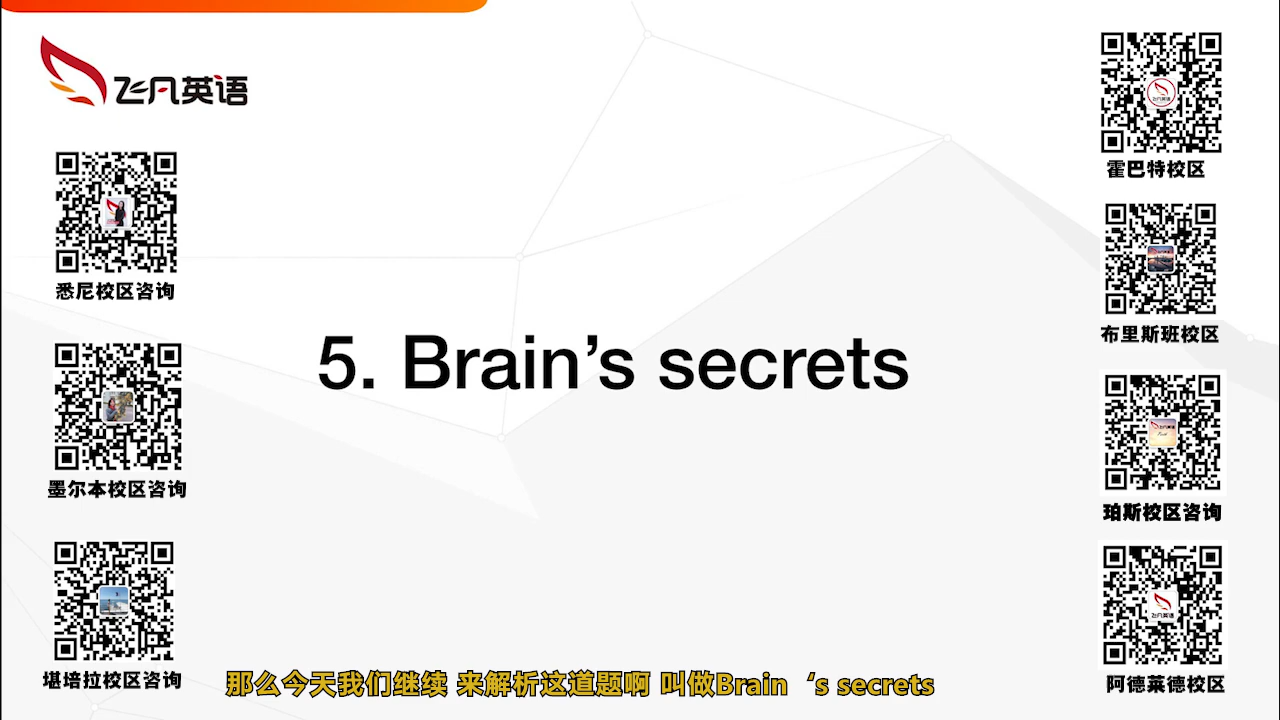 飞凡英语
悉尼校区咨询
墨尔本校区咨询
堪培拉校区咨询
5. Brain’s secrets
霍巴特校区
布里斯班校区
珀斯校区咨询
阿德莱德校区
那么今天我们继续 来解析这道题啊 叫做Brain‘s secrets